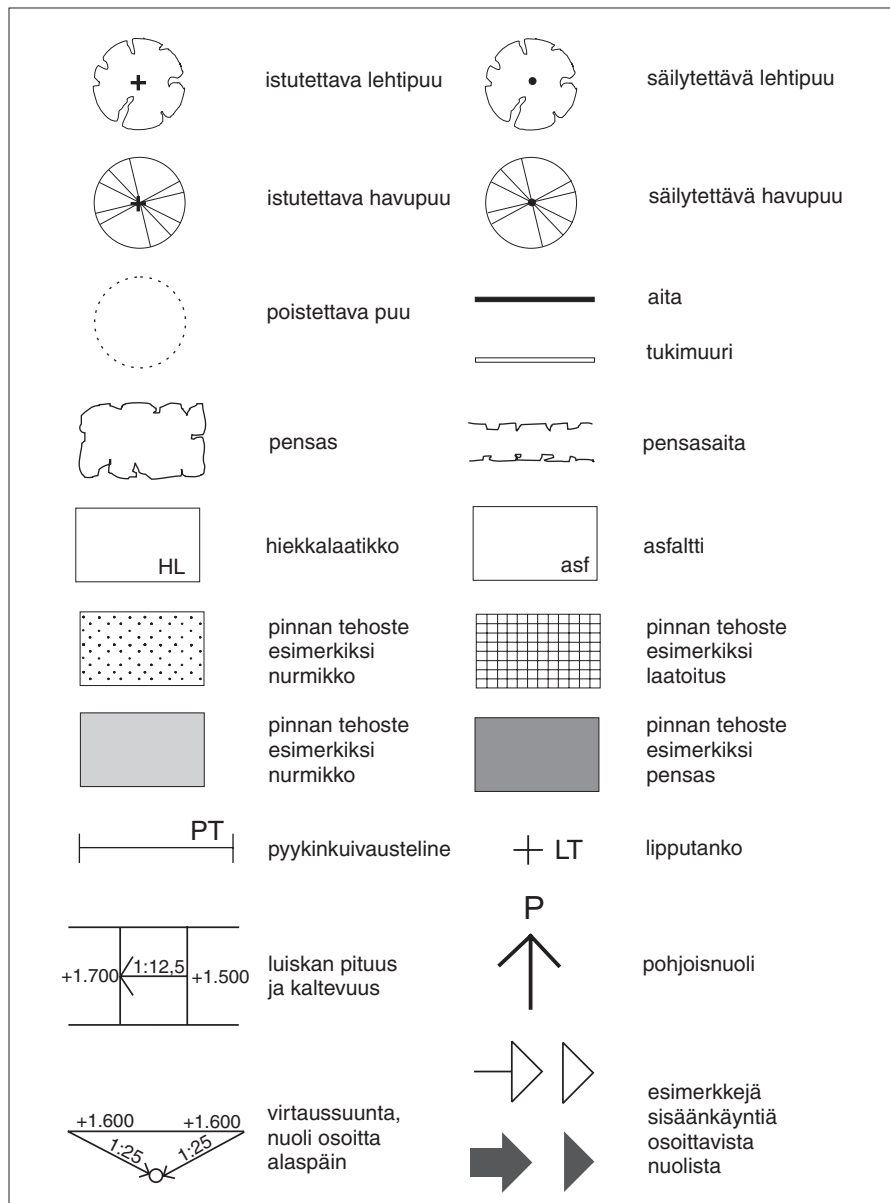 istutettava lehtipuu
säilytettävä lehtipuu
istutettava havupuu
säilytettävä havupuu
poistettava puu
aita
tukimuuri
pensas
pensasaita
HL
hiekkalaatikko
asf
asfaltti
pinnan tehoste
esimerkiksi
nurmikko
pinnan tehoste
esimerkiksi
laatoitus
pinnan tehoste
esimerkiksi
nurmikko
pinnan tehoste
esimerkiksi
pensas
PT
pyykinkuivausteline
LT
lipputanko
+1.700
1:12,5
+1.500
luiskan pituus
ja kaltevuus
P
pohjoisnuoli
+1.600
+1.600
1:25
1:25
virtaussuunta,
nuoli osoitta
alaspäin
esimerkkejä
sisäänkäyntiä
osoittavista
nuolista